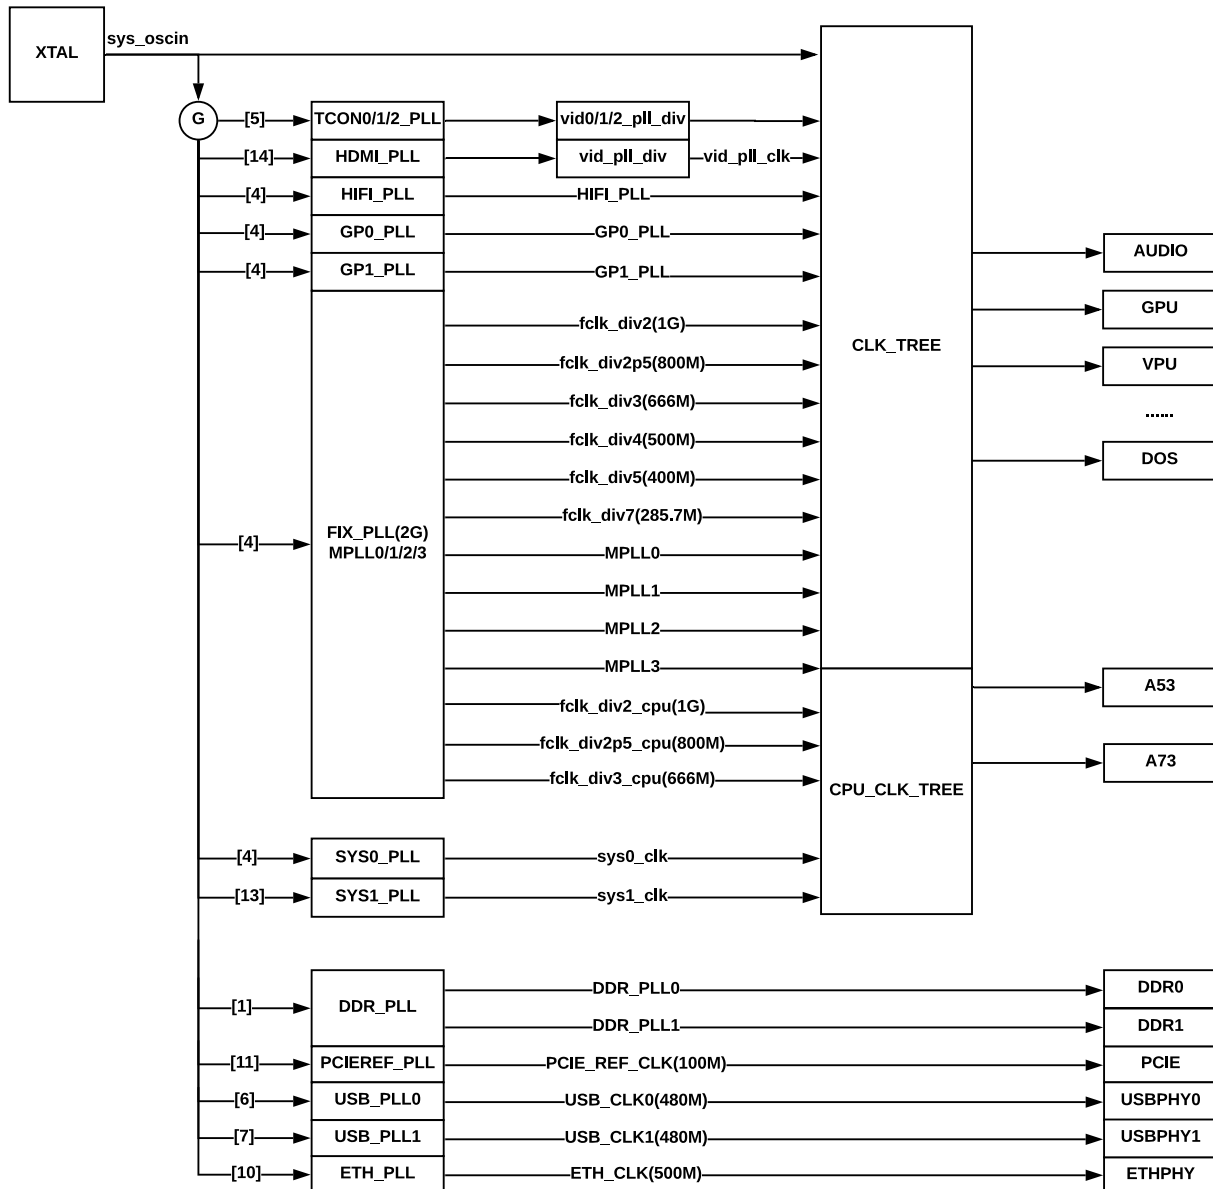 XTAL
sys_oscin
G
[5]
TCON0/1/2_PLL
vid0/1/2_pll_div
[14]
HDMI_PLL
vid_pll_div
vid_pll_clk
[4]
HIFI_PLL
HIFI_PLL
[4]
GP0_PLL
GP0_PLL
[4]
GP1_PLL
GP1_PLL
[4]
FIX_PLL(2G)
MPLL0/1/2/3
fclk_div2(1G)
fclk_div2p5(800M)
fclk_div3(666M)
fclk_div4(500M)
fclk_div5(400M)
fclk_div7(285.7M)
MPLL0
MPLL1
MPLL2
MPLL3
fclk_div2_cpu(1G)
fclk_div2p5_cpu(800M)
fclk_div3_cpu(666M)
CLK_TREE
AUDIO
GPU
VPU
......
DOS
CPU_CLK_TREE
A53
A73
[4]
SYS0_PLL
sys0_clk
[13]
SYS1_PLL
sys1_clk
[1]
DDR_PLL
DDR_PLL0
DDR0
DDR_PLL1
DDR1
[11]
PCIEREF_PLL
PCIE_REF_CLK(100M)
PCIE
[6]
USB_PLL0
USB_CLK0(480M)
USBPHY0
[7]
USB_PLL1
USB_CLK1(480M)
USBPHY1
[10]
ETH_PLL
ETH_CLK(500M)
ETHPHY